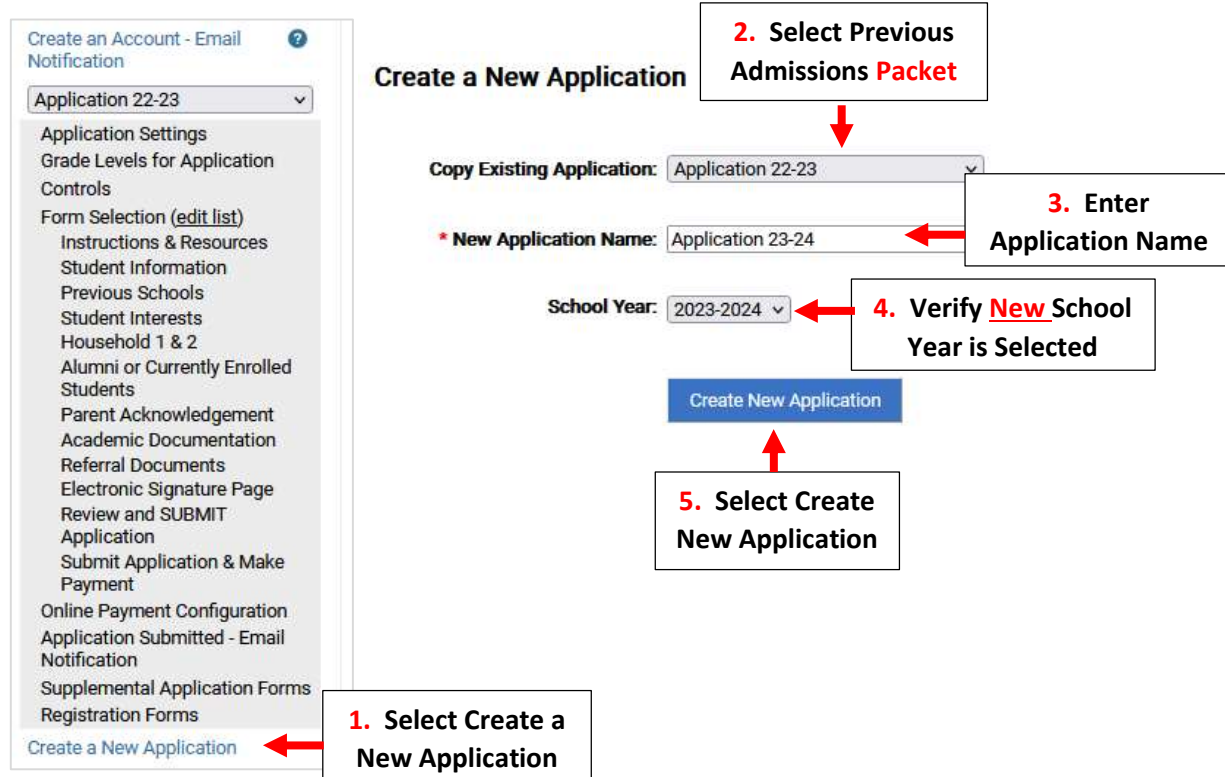 Create an Account - Email
Notification
Application 22-23
Application Settings
Grade Levels for Application
Controls
Form Selection (edit list)
Instructions & Resources
Student Information
Previous Schools
Student Interests
Household 1 & 2
Alumni or Currently Enrolled
Students
Parent Acknowledgement
Academic Documentation
Referral Documents
Electronic Signature Page
Review and SUBMIT
Application
Submit Application & Make
Payment
Online Payment Configuration
Application Submitted - Email
Notification
Supplemental Application Forms
Registration Forms
Create a New Application
1. Select Create a
New Application
Create a New Application
2. Select Previous
Admissions Packet
Copy Existing Application: Application 22-23
* New Application Name: Application 23-24
3. Enter
Application Name
School Year: 2023-2024
4. Verify New School
Year is Selected
Create New Application
5. Select Create
New Application